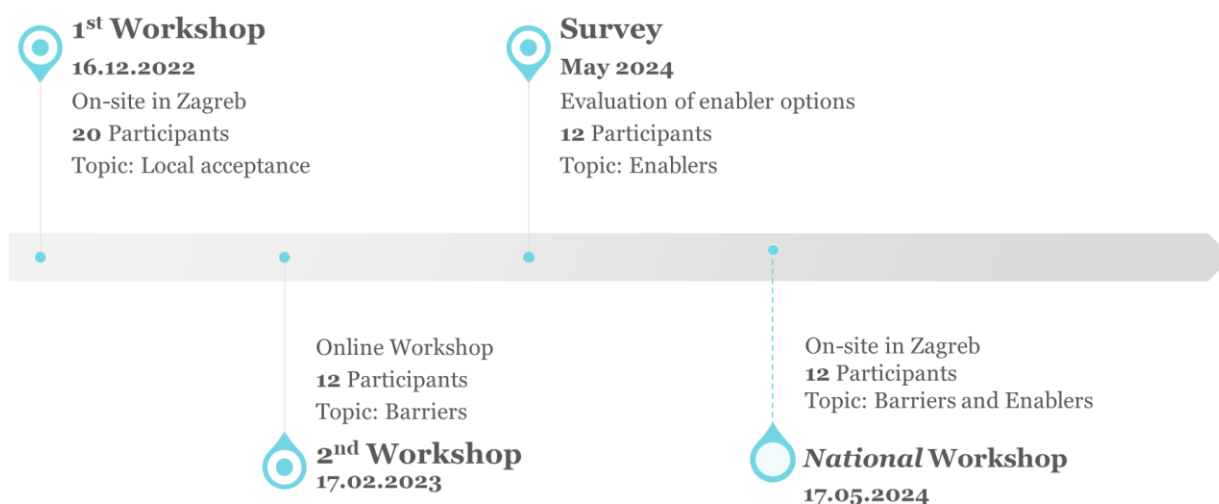 1st Workshop
16.12.2022
On-site in Zagreb
20 Participants
Topic: Local acceptance
Survey
May 2024
Evaluation of enabler options
12 Participants
Topic: Enablers
Online Workshop
12 Participants
Topic: Barriers
2nd Workshop
17.02.2023
On-site in Zagreb
12 Participants
Topic: Barriers and Enablers
National Workshop
17.05.2024